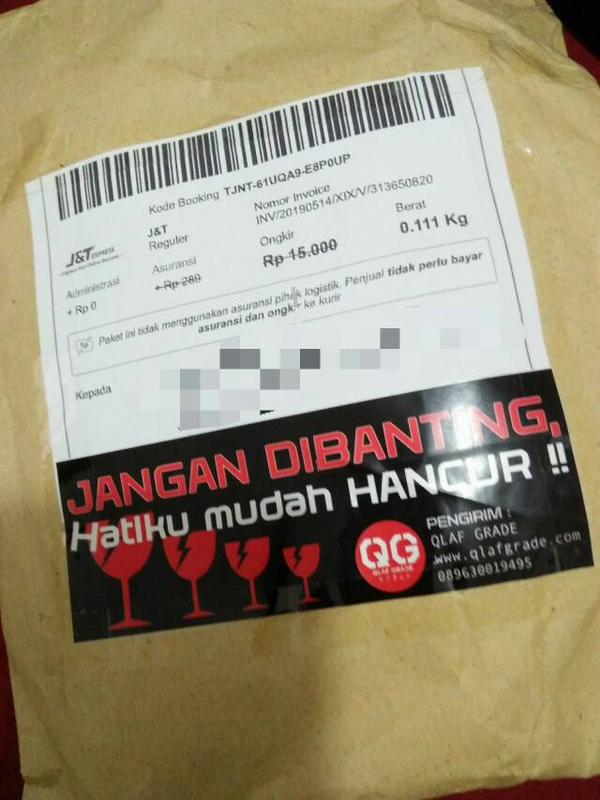 Kode Booking TJNT-61UQA9-E8P0UP
J&T EXPRESS
J&T
Reguler
Nomor Invoice
INV/20190514/XIX/V/313650820
Administrasi
+ Rp 0
Asuransi
+ Rp 280
Ongkir
Rp 15.000
Berat
0.111 Kg
Paket ini tidak menggunakan asuransi pihak logistik. Penjual tidak perlu bayar
asuransi dan ongkir ke kurir
Kepada
JANGAN DIBANTING,
Hatiku mudah HANCUR !!
QG
QLAF GRADE
PENGIRIM :
QLAF GRADE
www.qlafgrade.com
089630019495